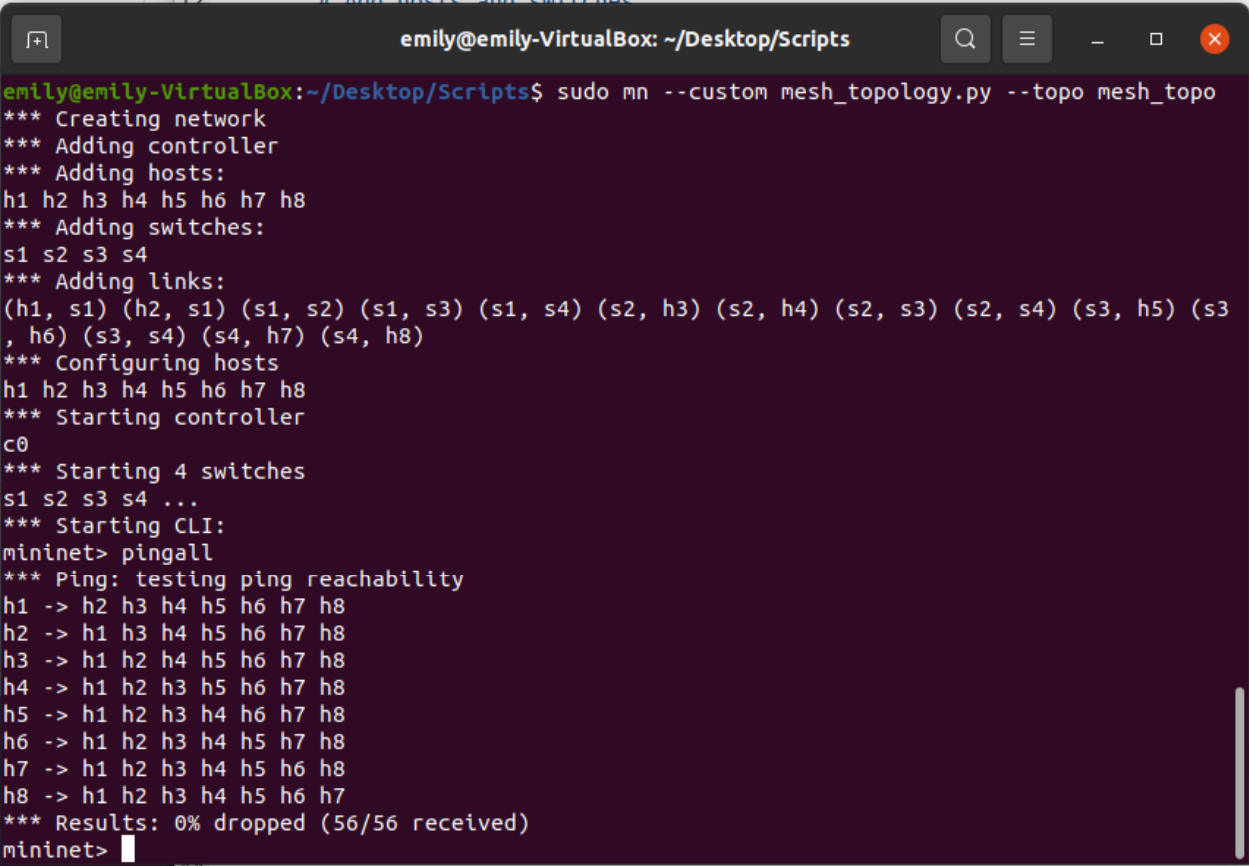 # Add hosts and switches
emily@emily-VirtualBox: ~/Desktop/Scripts
emily@emily-VirtualBox:~/Desktop/Scripts$ sudo mn --custom mesh_topology.py --topo mesh_topo
*** Creating network
*** Adding controller
*** Adding hosts:
h1 h2 h3 h4 h5 h6 h7 h8
*** Adding switches:
s1 s2 s3 s4
*** Adding links:
(h1, s1) (h2, s1) (s1, s2) (s1, s3) (s1, s4) (s2, h3) (s2, h4) (s2, s3) (s2, s4) (s3, h5) (s3
, h6) (s3, s4) (s4, h7) (s4, h8)
*** Configuring hosts
h1 h2 h3 h4 h5 h6 h7 h8
*** Starting controller
c0
*** Starting 4 switches
s1 s2 s3 s4 ...
*** Starting CLI:
mininet> pingall
*** Ping: testing ping reachability
h1 -> h2 h3 h4 h5 h6 h7 h8
h2 -> h1 h3 h4 h5 h6 h7 h8
h3 -> h1 h2 h4 h5 h6 h7 h8
h4 -> h1 h2 h3 h5 h6 h7 h8
h5 -> h1 h2 h3 h4 h6 h7 h8
h6 -> h1 h2 h3 h4 h5 h7 h8
h7 -> h1 h2 h3 h4 h5 h6 h8
h8 -> h1 h2 h3 h4 h5 h6 h7
*** Results: 0% dropped (56/56 received)
mininet>